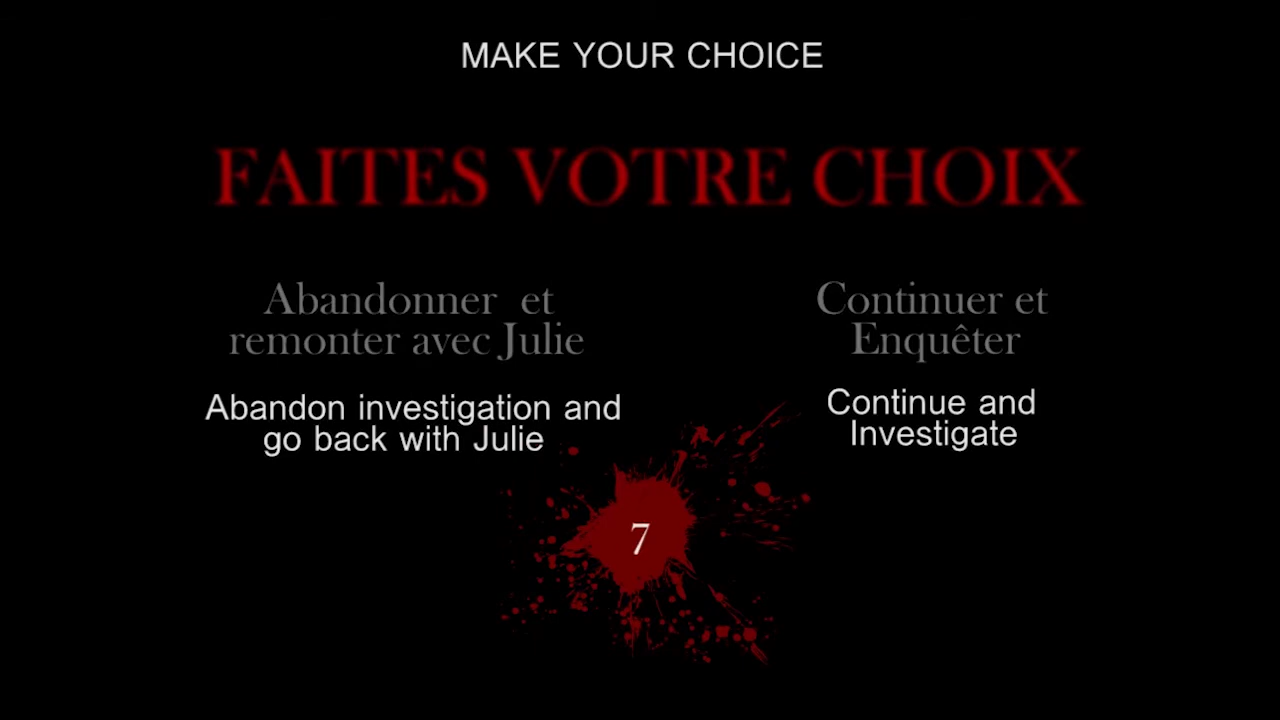 MAKE YOUR CHOICE
FAITES VOTRE CHOIX
Abandonner et
remonter avec Julie
Abandon investigation and
go back with Julie
Continuer et
Enquêter
Continue and
Investigate
7